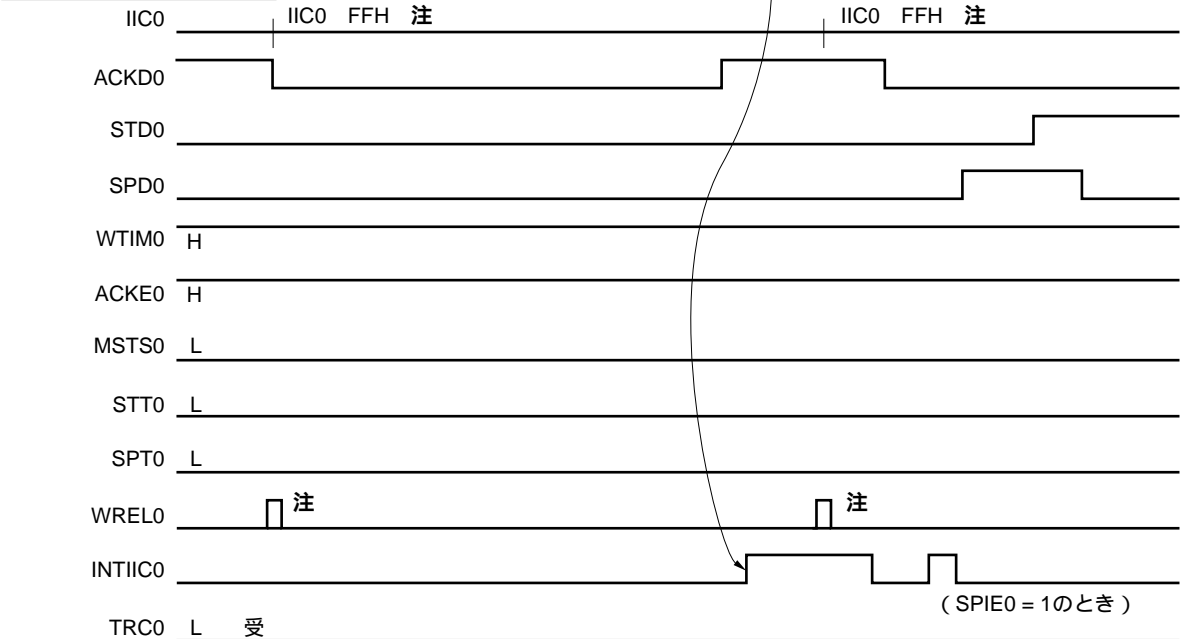 IIC0 IIC0 FFH 注 IIC0 FFH 注
ACKD0
STD0
SPD0
WTIM0 H
ACKE0 H
MSTS0 L
STT0 L
SPT0 L
WREL0 注 注
INTIIC0
(SPIE0 = 1のとき)
TRC0 L 受